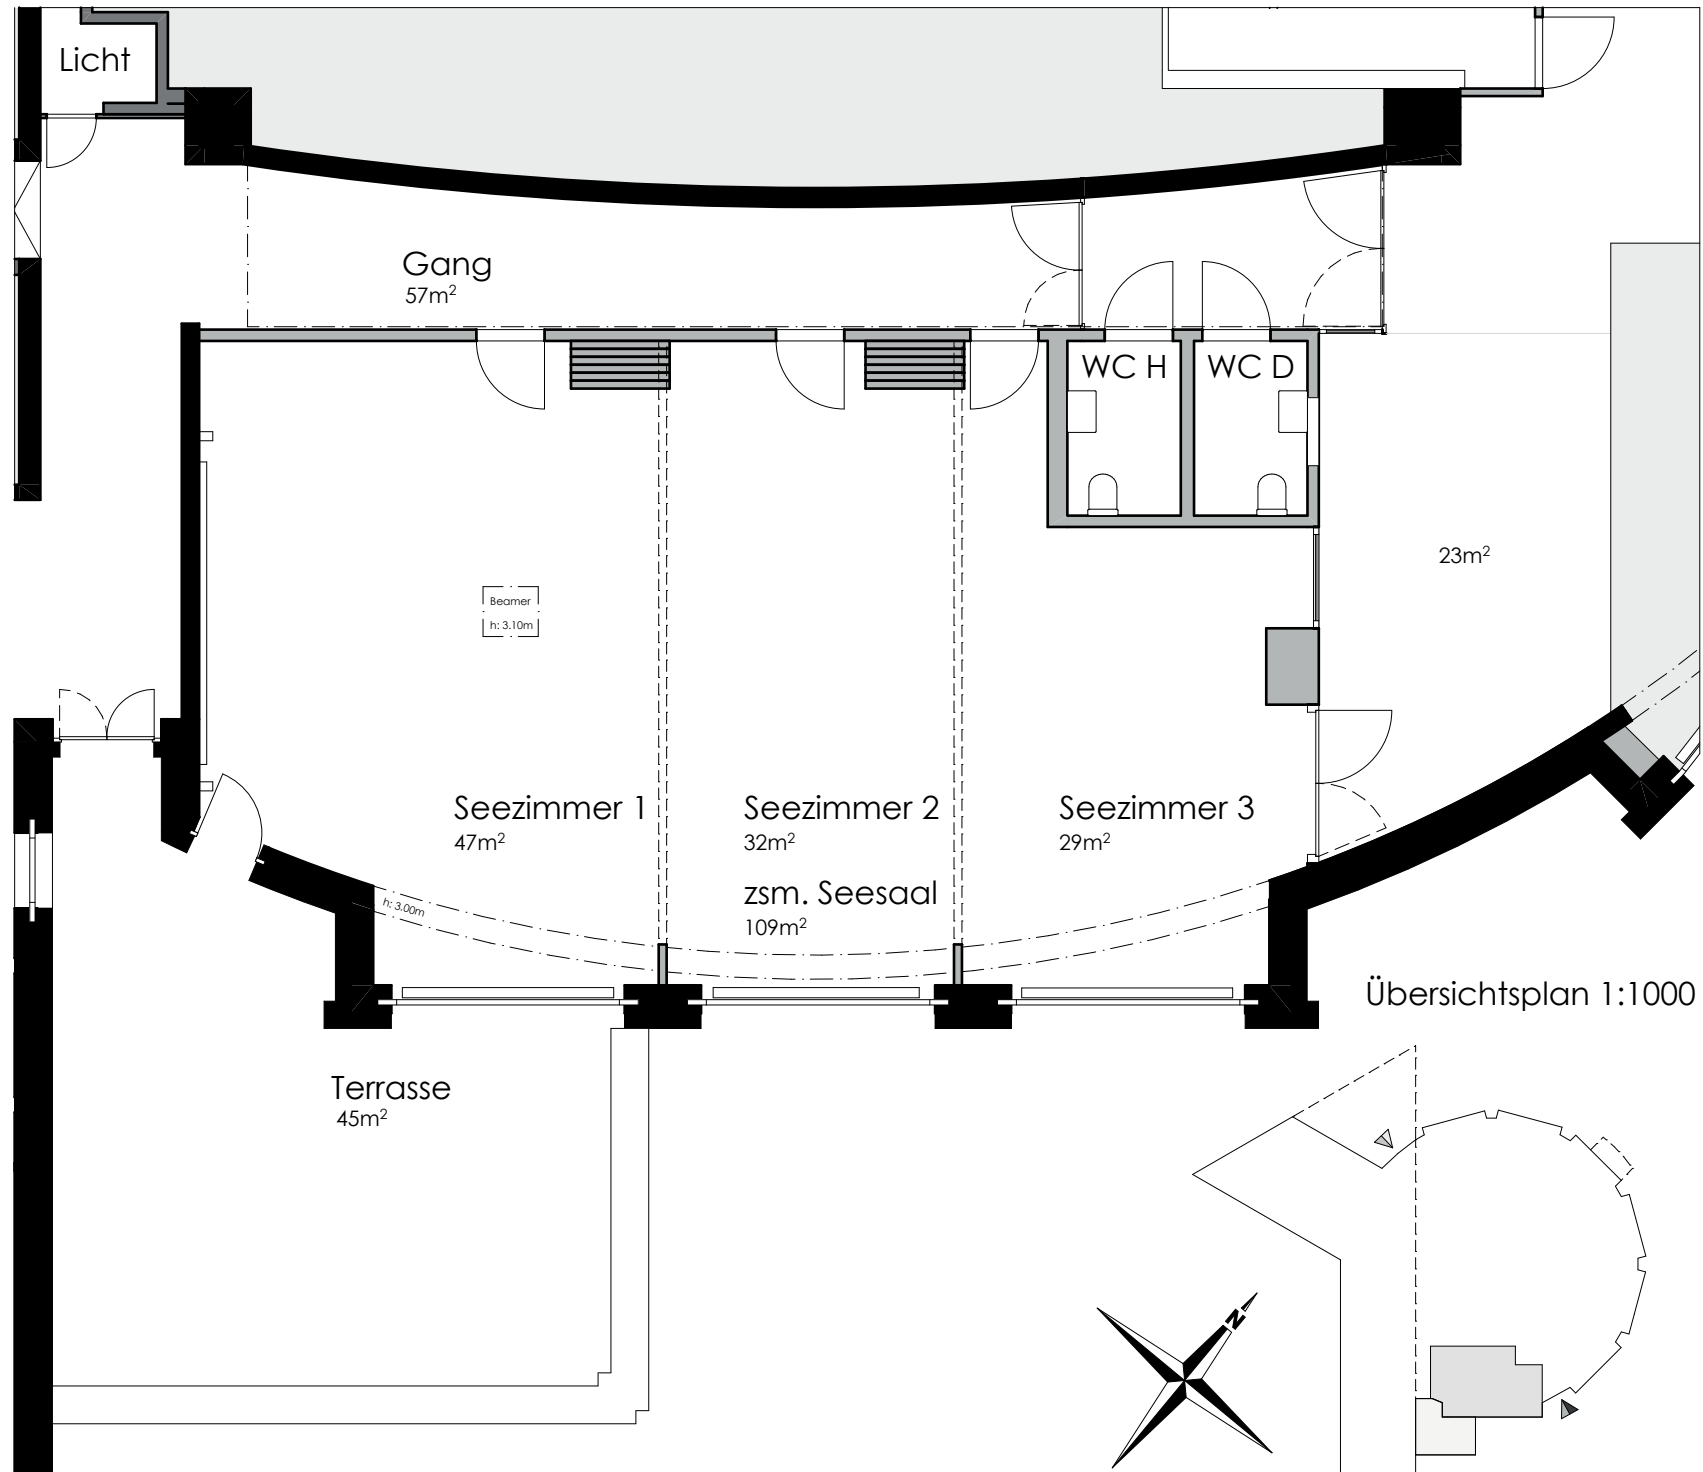 Licht
Gang
57m²
WC H
WC D
23m²
Beamer
h: 3.10m
Seezimmer 1
47m²
Seezimmer 2
32m²
Seezimmer 3
29m²
zsm. Seesaal
109m²
h: 3.00m
Übersichtsplan 1:1000
Terrasse
45m²
N